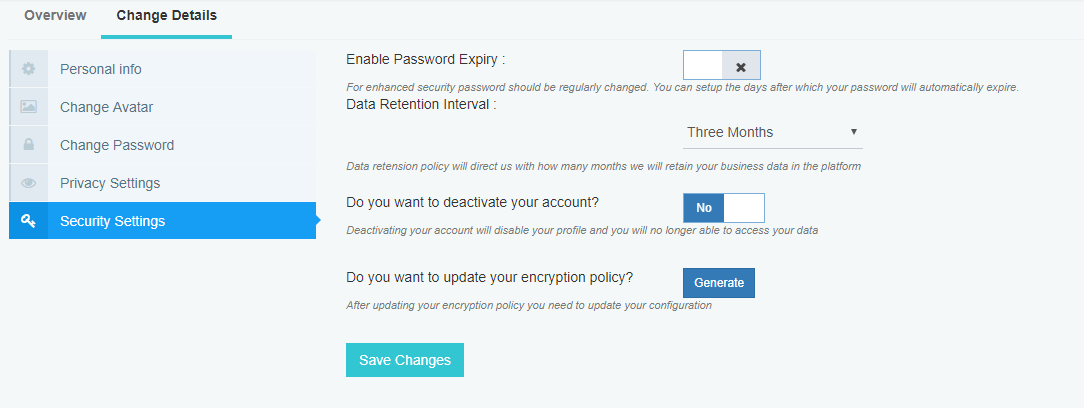 Overview Change Details
Personal info
Change Avatar
Change Password
Privacy Settings
Security Settings
Enable Password Expiry :
For enhanced security password should be regularly changed. You can setup the days after which your password will automatically expire.
Data Retention Interval :
Three Months
Data retension policy will direct us with how many months we will retain your business data in the platform
Do you want to deactivate your account? No
Deactivating your account will disable your profile and you will no longer able to access your data
Do you want to update your encryption policy? Generate
After updating your encryption policy you need to update your configuration
Save Changes